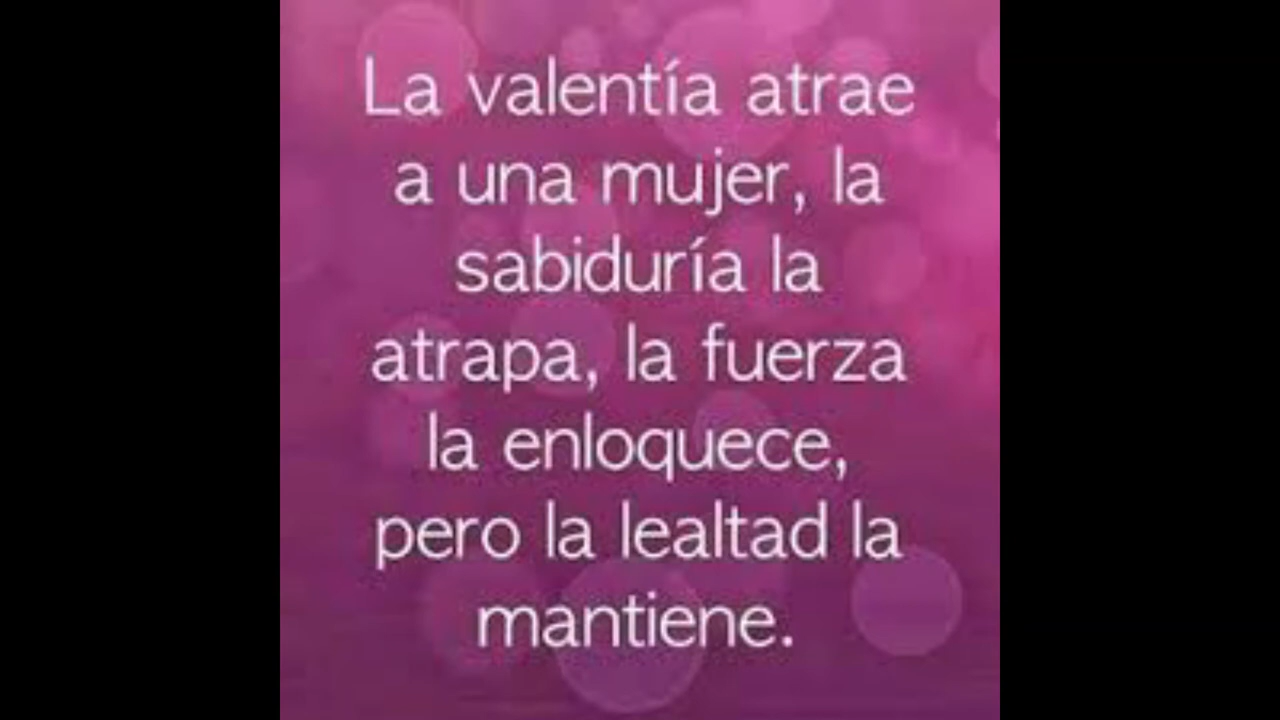 La valentía atrae
a una mujer, la
sabiduría la
atrapa, la fuerza
la enloquece,
pero la lealtad la
mantiene.